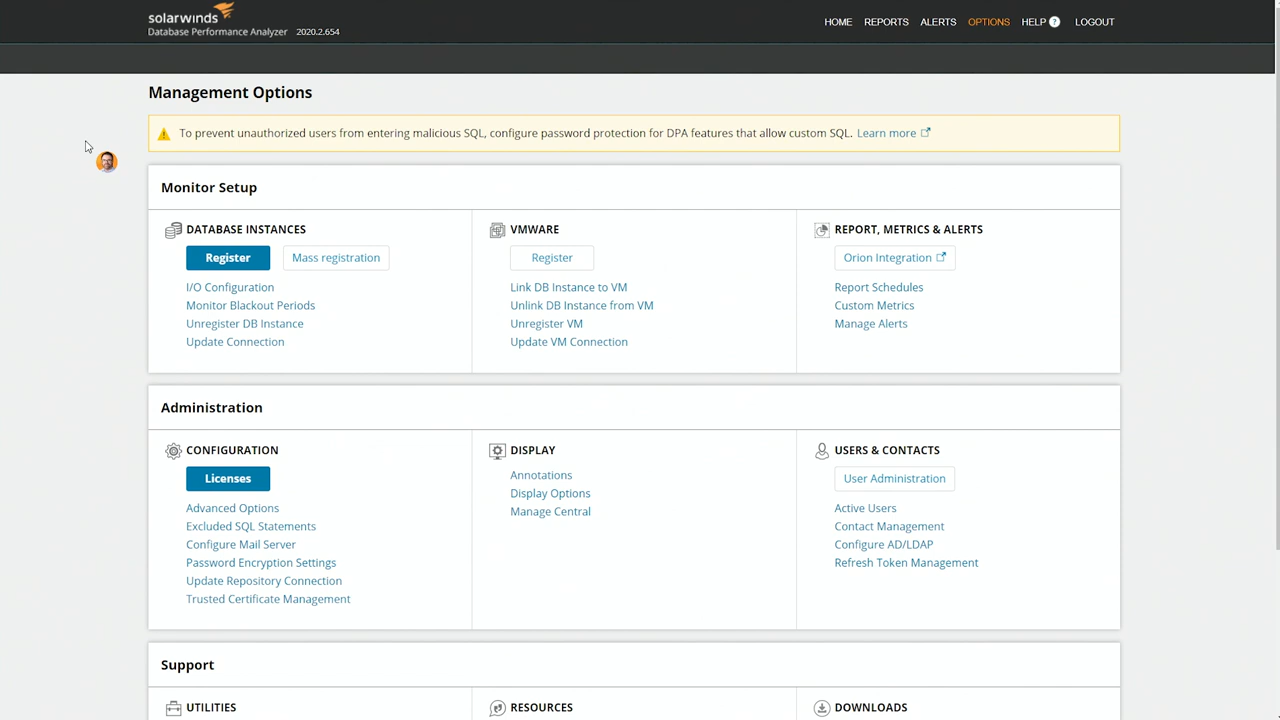 solarwinds
Database Performance Analyzer 2020.2.654
HOME REPORTS ALERTS OPTIONS HELP ? LOGOUT
Management Options
To prevent unauthorized users from entering malicious SQL, configure password protection for DPA features that allow custom SQL. Learn more
Monitor Setup
DATABASE INSTANCES
Register Mass registration
I/O Configuration
Monitor Blackout Periods
Unregister DB Instance
Update Connection
VMWARE
Register
Link DB Instance to VM
Unlink DB Instance from VM
Unregister VM
Update VM Connection
REPORT, METRICS & ALERTS
Orion Integration
Report Schedules
Custom Metrics
Manage Alerts
Administration
CONFIGURATION
Licenses
Advanced Options
Excluded SQL Statements
Configure Mail Server
Password Encryption Settings
Update Repository Connection
Trusted Certificate Management
DISPLAY
Annotations
Display Options
Manage Central
USERS & CONTACTS
User Administration
Active Users
Contact Management
Configure AD/LDAP
Refresh Token Management
Support
UTILITIES
RESOURCES
DOWNLOADS